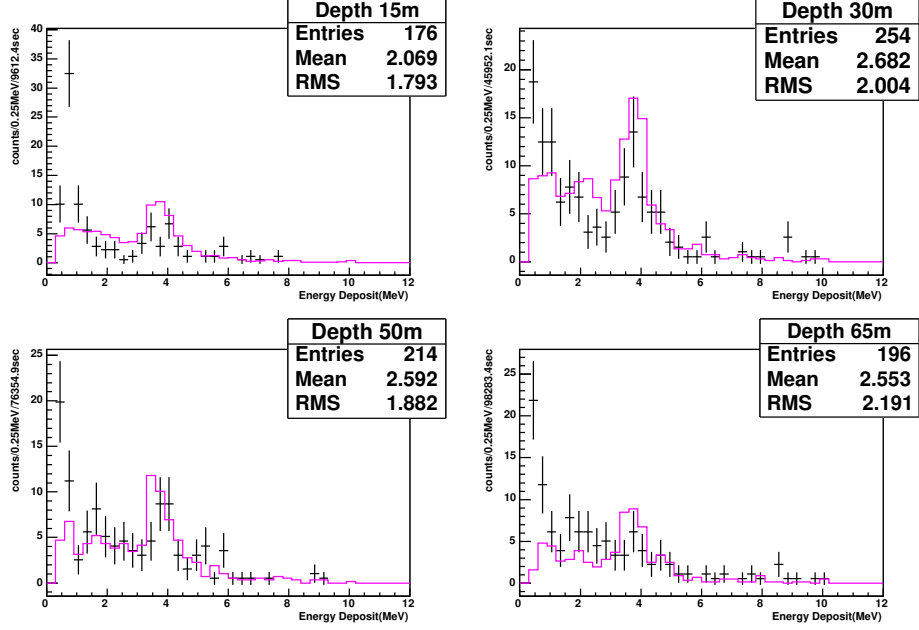 Depth 15m
Entries 176
Mean 2.069
RMS 1.793
counts/0.25MeV/9612.4sec
40
35
30
25
20
15
10
5
0
0 2 4 6 8 10 12
Energy Deposit(MeV)
Depth 30m
Entries 254
Mean 2.682
RMS 2.004
counts/0.25MeV/45952.1sec
20
15
10
5
0
0 2 4 6 8 10 12
Energy Deposit(MeV)
Depth 50m
Entries 214
Mean 2.592
RMS 1.882
counts/0.25MeV/76354.9sec
25
20
15
10
5
0
0 2 4 6 8 10 12
Energy Deposit(MeV)
Depth 65m
Entries 196
Mean 2.553
RMS 2.191
counts/0.25MeV/98283.4sec
25
20
15
10
5
0
0 2 4 6 8 10 12
Energy Deposit(MeV)